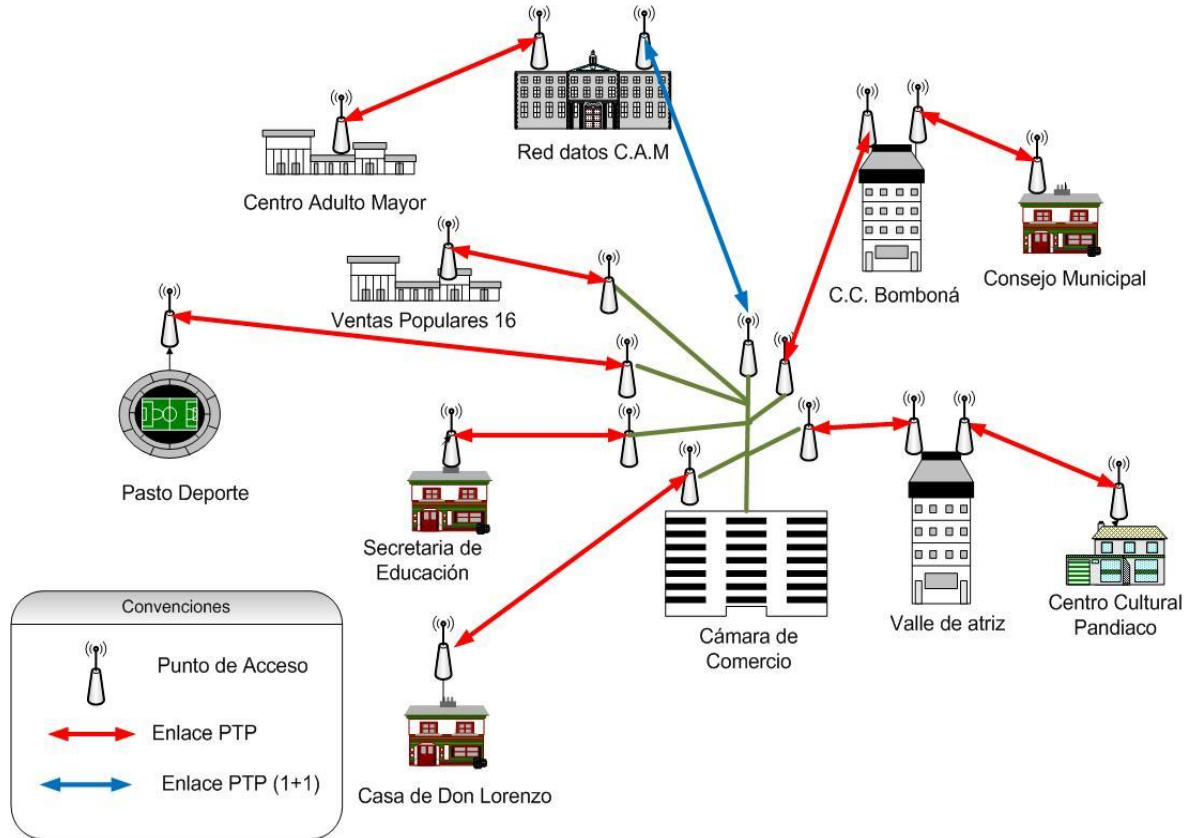 Red datos C.A.M
Centro Adulto Mayor
C.C. Bomboná
Consejo Municipal
Ventas Populares 16
Pasto Deporte
Secretaria de
Educación
Cámara de
Comercio
Valle de atriz
Centro Cultural
Pandiaco
Casa de Don Lorenzo
Convenciones
Punto de Acceso
Enlace PTP
Enlace PTP (1+1)